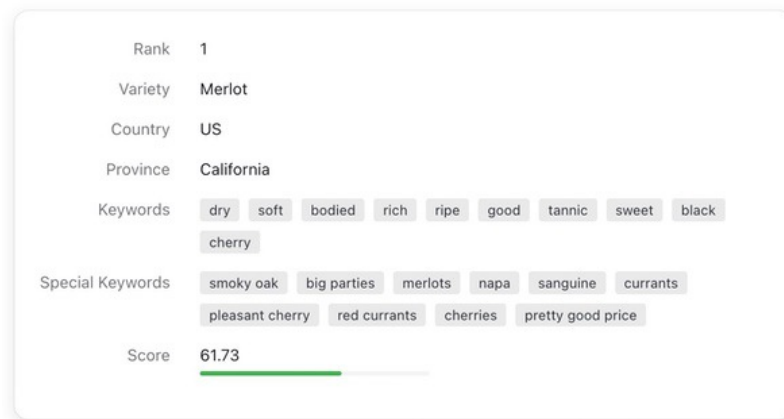 Rank 1
Variety Merlot
Country US
Province California
Keywords dry soft bodied rich ripe good tannic sweet black
cherry
Special Keywords smoky oak big parties merlots napa sanguine currants
pleasant cherry red currants cherries pretty good price
Score 61.73